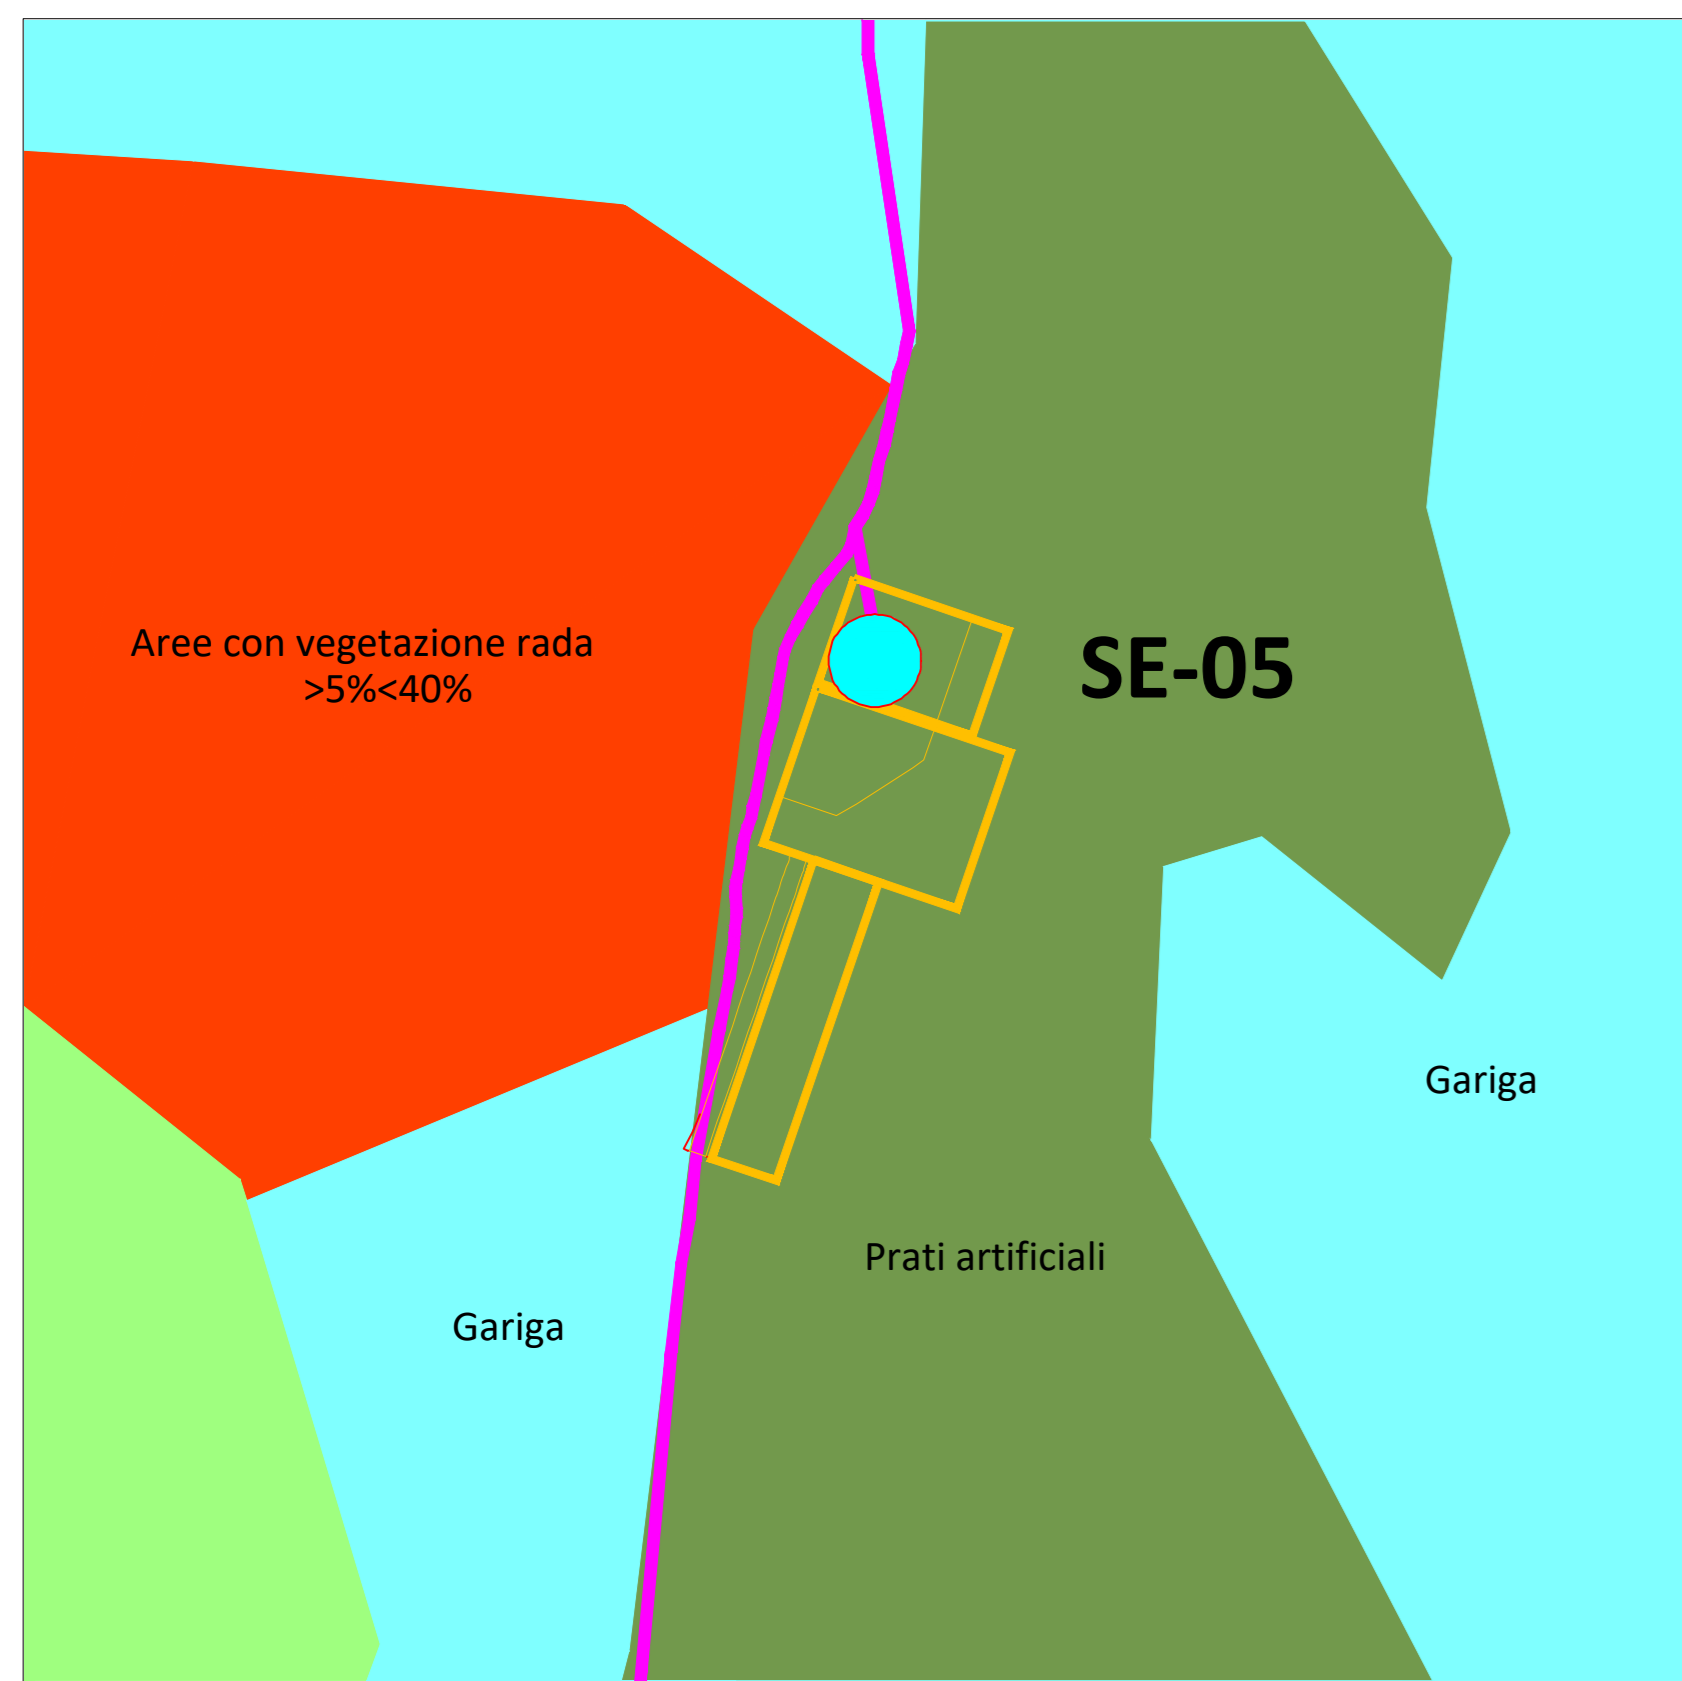 Aree con vegetazione rada
>5%<40%
SE-05
Gariga
Prati artificiali
Gariga